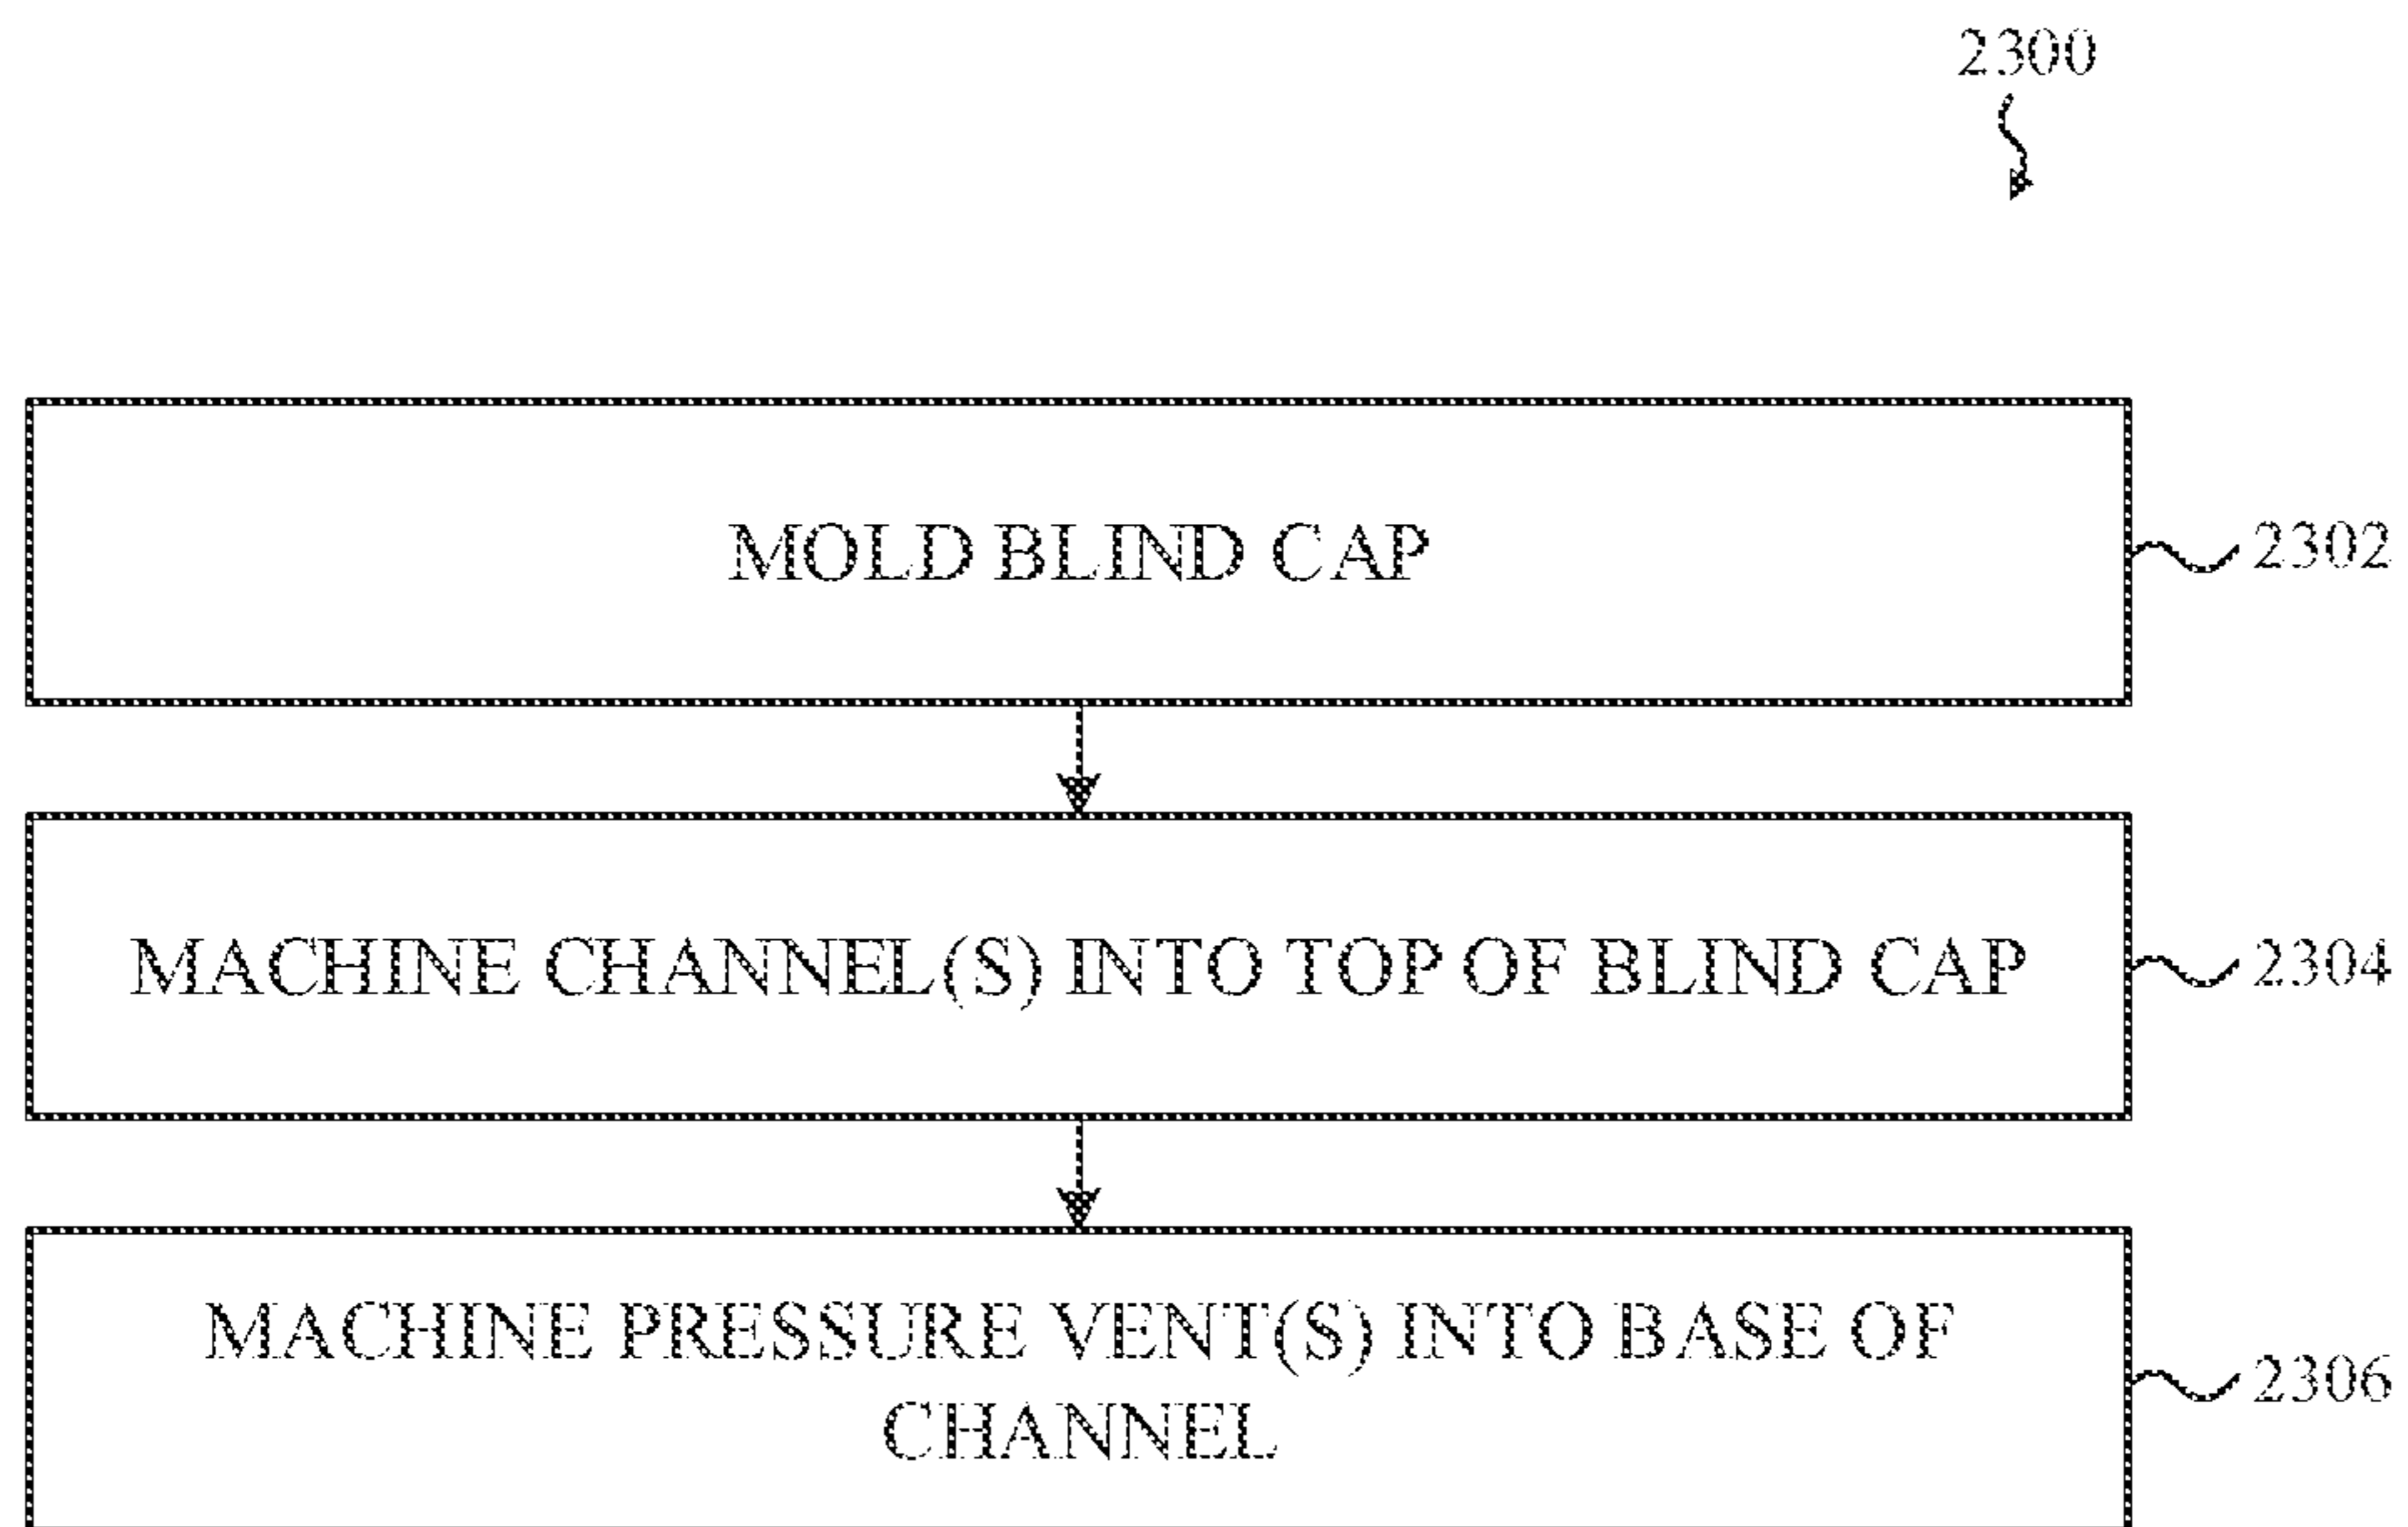 2300
MOLD BLIND CAP
2302
MACHINE CHANNEL(S) INTO TOP OF BLIND CAP
2304
MACHINE PRESSURE VENT(S) INTO BASE OF
CHANNEL
2306